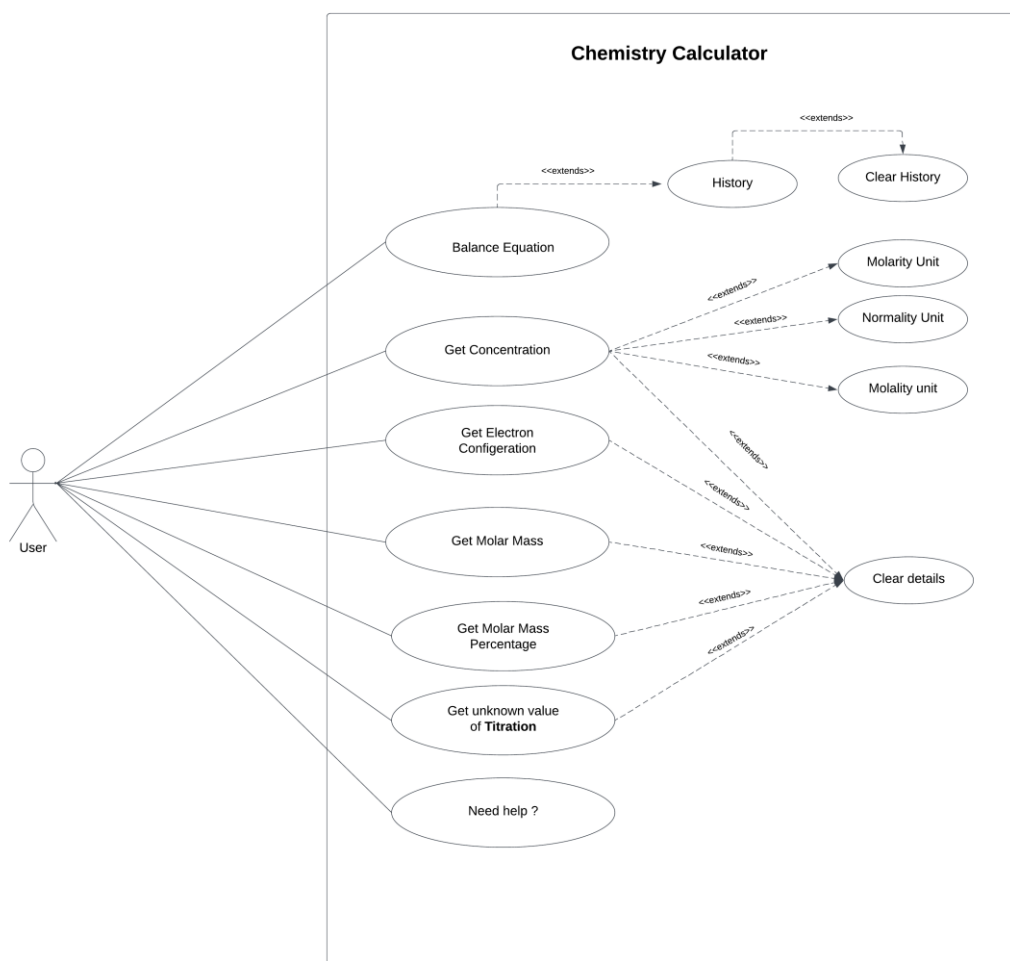 Chemistry Calculator
<<extends>>
<<extends>>
History
Clear History
Balance Equation
Molarity Unit
<<extends>>
Normality Unit
<<extends>>
Get Concentration
<<extends>>
Molality unit
Get Electron
Configeration
<<extends>>
<<extends>>
User
Get Molar Mass
<<extends>>
Clear details
<<extends>>
Get Molar Mass
Percentage
<<extends>>
Get unknown value
of Titration
Need help ?